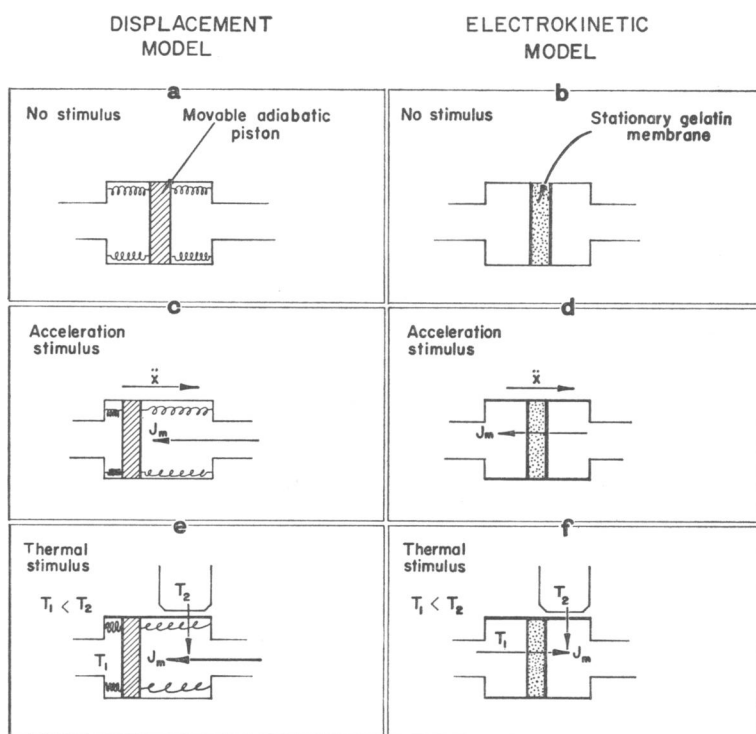 DISPLACEMENT
MODEL
ELECTROKINETIC
MODEL
a
No stimulus
Movable adiabatic
piston
b
No stimulus
Stationary gelatin
membrane
c
Acceleration
stimulus
ẍ
Jm
d
Acceleration
stimulus
ẍ
Jm
e
Thermal
stimulus
T1 < T2
T2
T1
Jm
f
Thermal
stimulus
T1 < T2
T2
T1
Jm